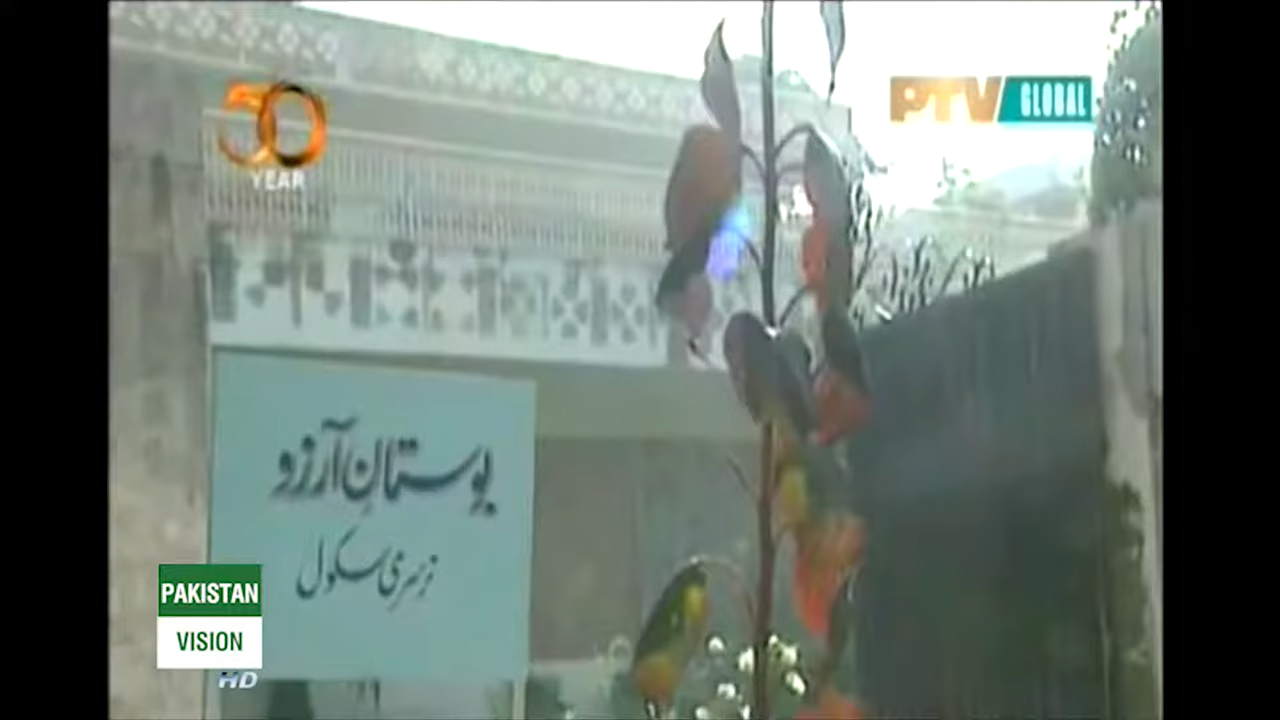 50
YEAR
PTV GLOBAL
بوستانِ آرزو
نرسری سکول
PAKISTAN
VISION
HD